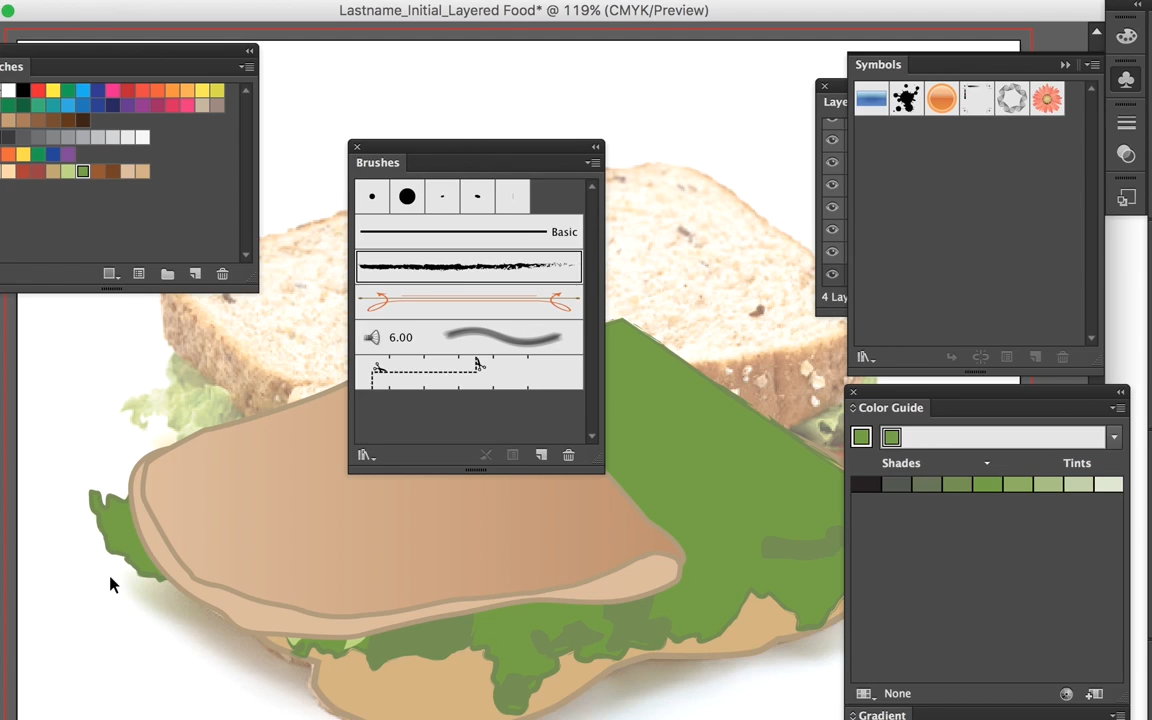 Lastname_Initial_Layered Food* @ 119% (CMYK/Preview)
ches
Symbols
Laye
Brushes
Basic
6.00
4 Lay
Color Guide
Shades
Tints
None
Gradient